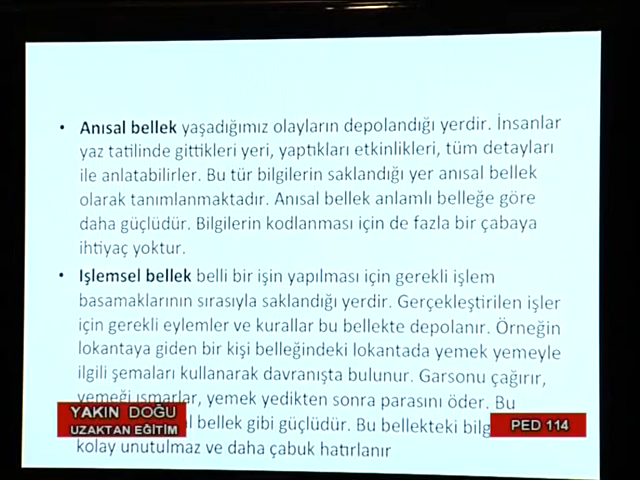 • Anısal bellek yaşadığımız olayların depolandığı yerdir. İnsanlar
yaz tatilinde gittikleri yeri, yaptıkları etkinlikleri, tüm detayları
ile anlatabilirler. Bu tür bilgilerin saklandığı yer anısal bellek
olarak tanımlanmaktadır. Anısal bellek anlamlı belleğe göre
daha güçlüdür. Bilgilerin kodlanması için de fazla bir çabaya
ihtiyaç yoktur.
• Işlemsel bellek belli bir işin yapılması için gerekli işlem
basamaklarının sırasıyla saklandığı yerdir. Gerçekleştirilen işler
için gerekli eylemler ve kurallar bu bellekte depolanır. Örneğin
lokantaya giden bir kişi belleğindeki lokantada yemek yemeyle
ilgili şemaları kullanarak davranışta bulunur. Garsonu çağırır,
yemeği ısmarlar, yemek yedikten sonra parasını öder. Bu
bellek gibi güçlüdür. Bu bellekteki
kolay unutulmaz ve daha çabuk hatırlanır
YAKIN DOĞU
UZAKTAN EĞİTİM
PED 114